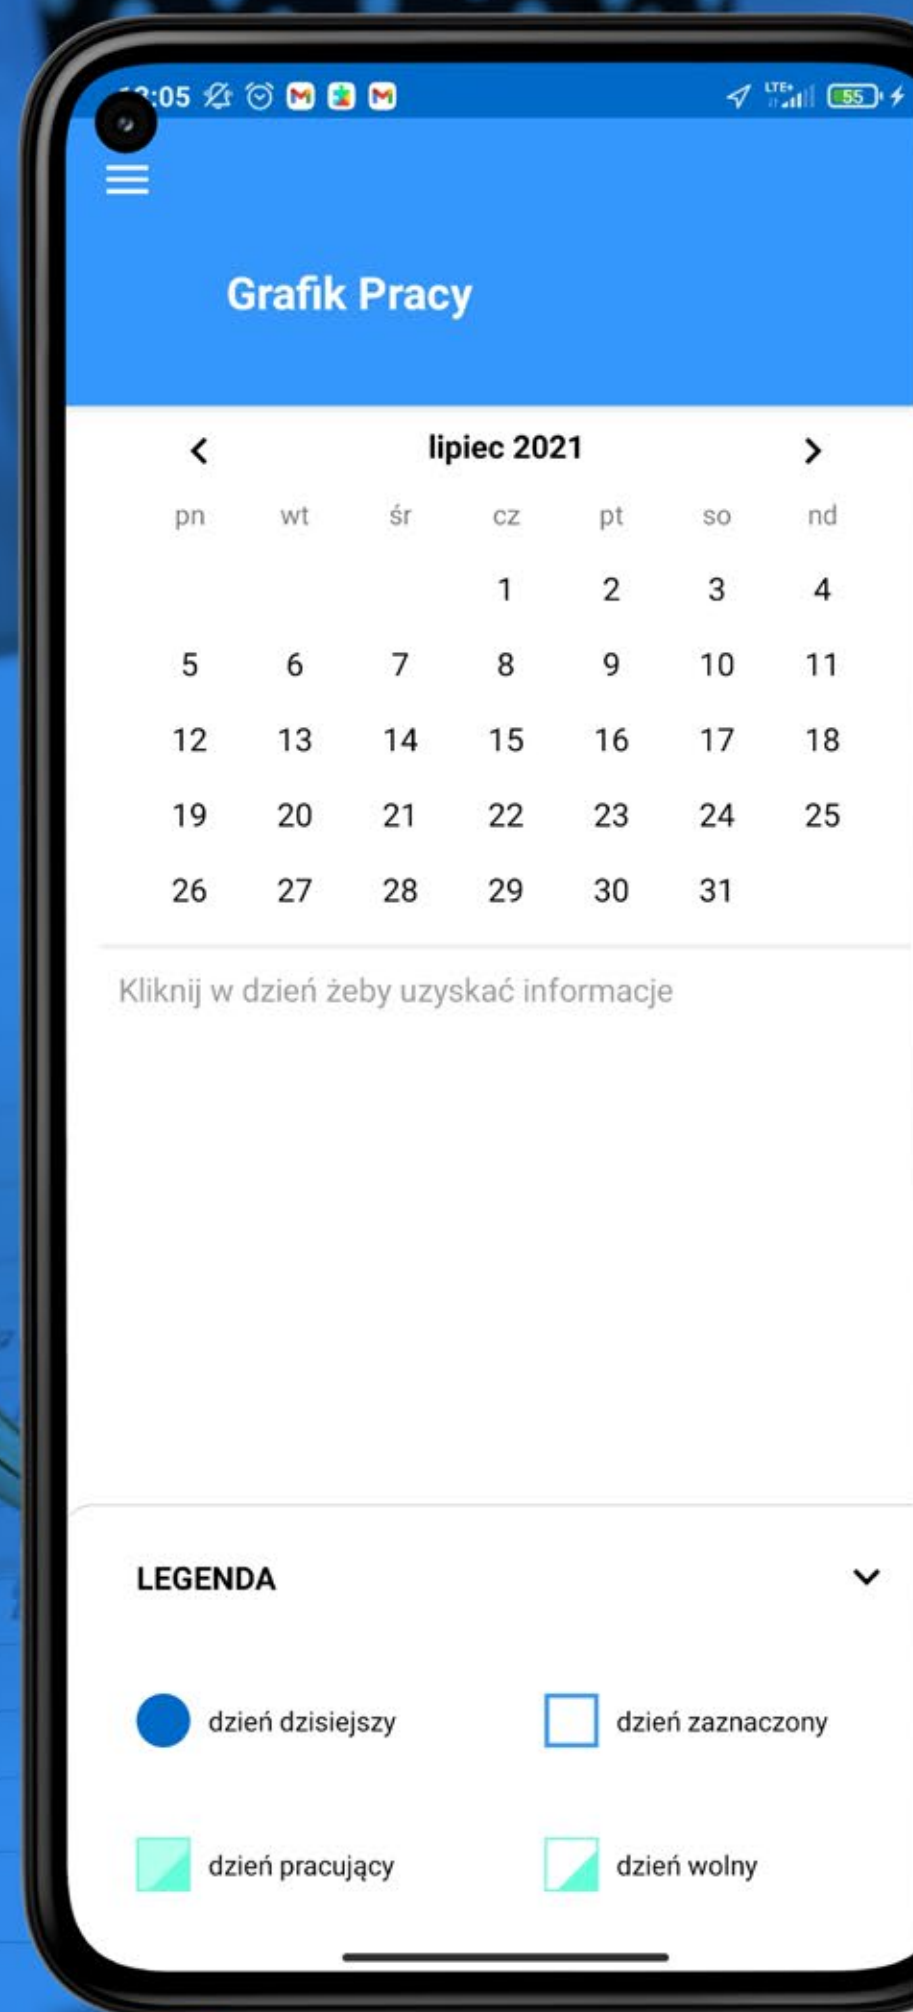 :05 LTE+ 55
Grafik Pracy
lipiec 2021
pn wt śr cz pt so nd
1 2 3 4
5 6 7 8 9 10 11
12 13 14 15 16 17 18
19 20 21 22 23 24 25
26 27 28 29 30 31
Kliknij w dzień żeby uzyskać informacje
LEGENDA
dzień dzisiejszy dzień zaznaczony
dzień pracujący dzień wolny